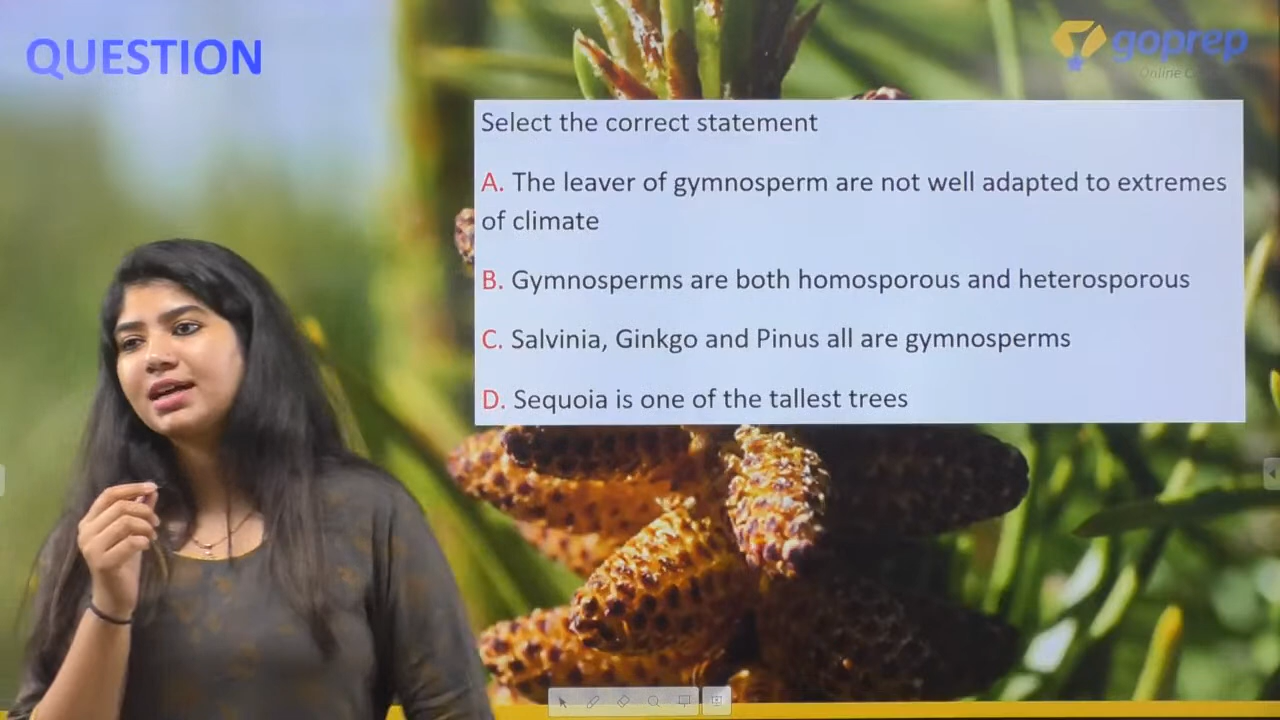 QUESTION
goprep
Online C
Select the correct statement
A. The leaver of gymnosperm are not well adapted to extremes
of climate
B. Gymnosperms are both homosporous and heterosporous
C. Salvinia, Ginkgo and Pinus all are gymnosperms
D. Sequoia is one of the tallest trees